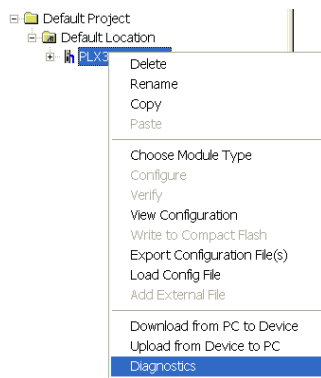 Default Project
Default Location
PLX3
Delete
Rename
Copy
Paste
Choose Module Type
Configure
Verify
View Configuration
Write to Compact Flash
Export Configuration File(s)
Load Config File
Add External File
Download from PC to Device
Upload from Device to PC
Diagnostics